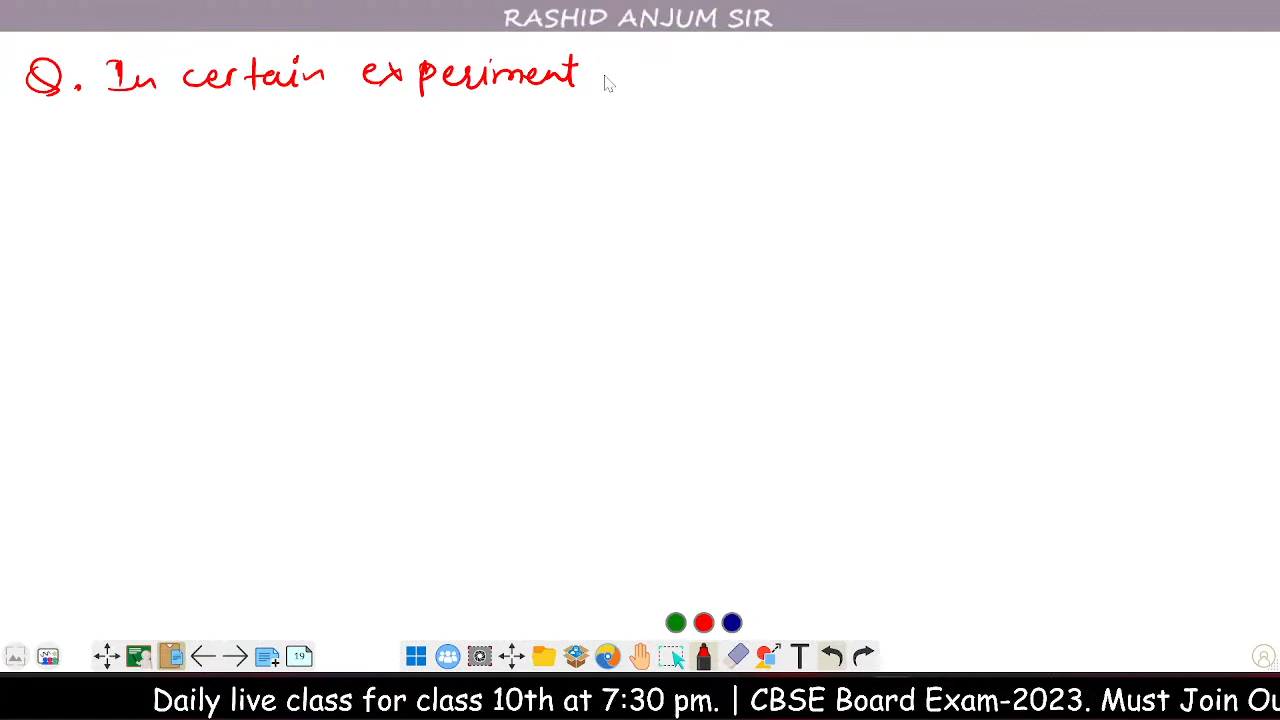 RASHID ANJUM SIR
Q. In certain experiment
19
Daily live class for class 10th at 7:30 pm. | CBSE Board Exam-2023. Must Join Ou